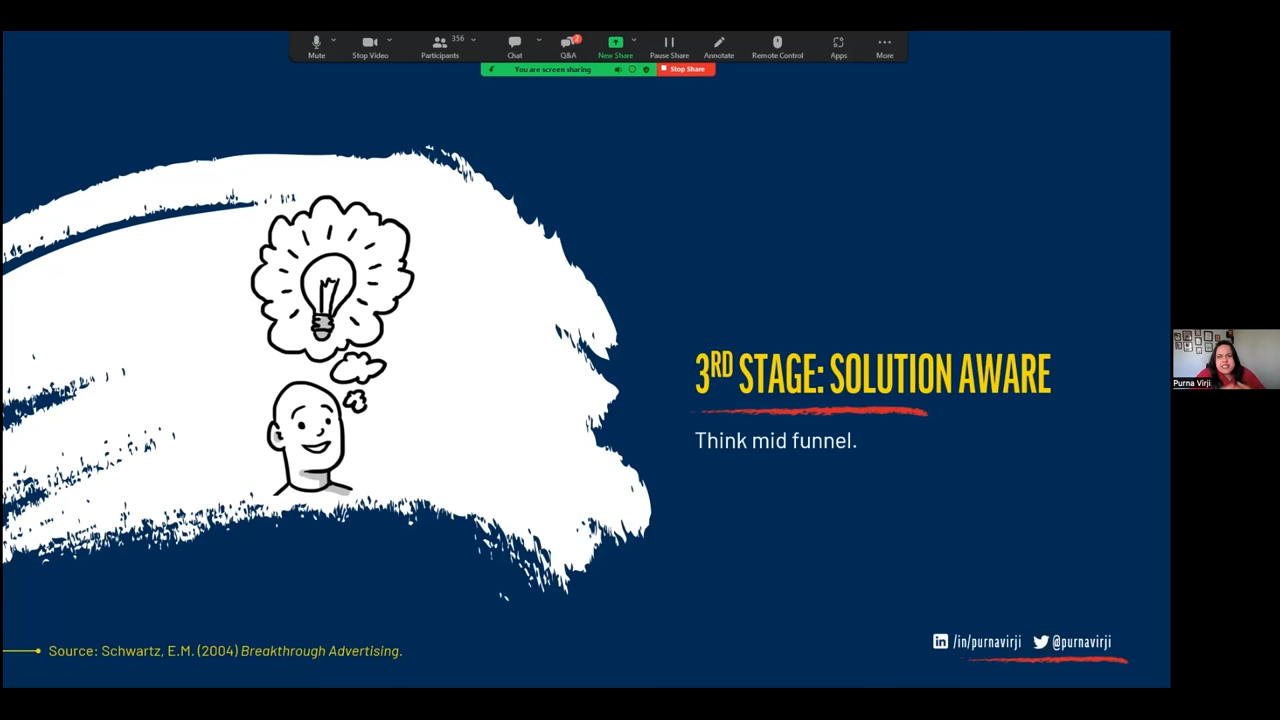 356
2
Mute
Stop Video
Participants
Chat
Q&A
New Share
Pause Share
Annotate
Remote Control
Apps
More
You are screen sharing
Stop Share
3RD STAGE: SOLUTION AWARE
Think mid funnel.
Purna Virji
in /in/purnavirji @purnavirji
Source: Schwartz, E.M. (2004) Breakthrough Advertising.